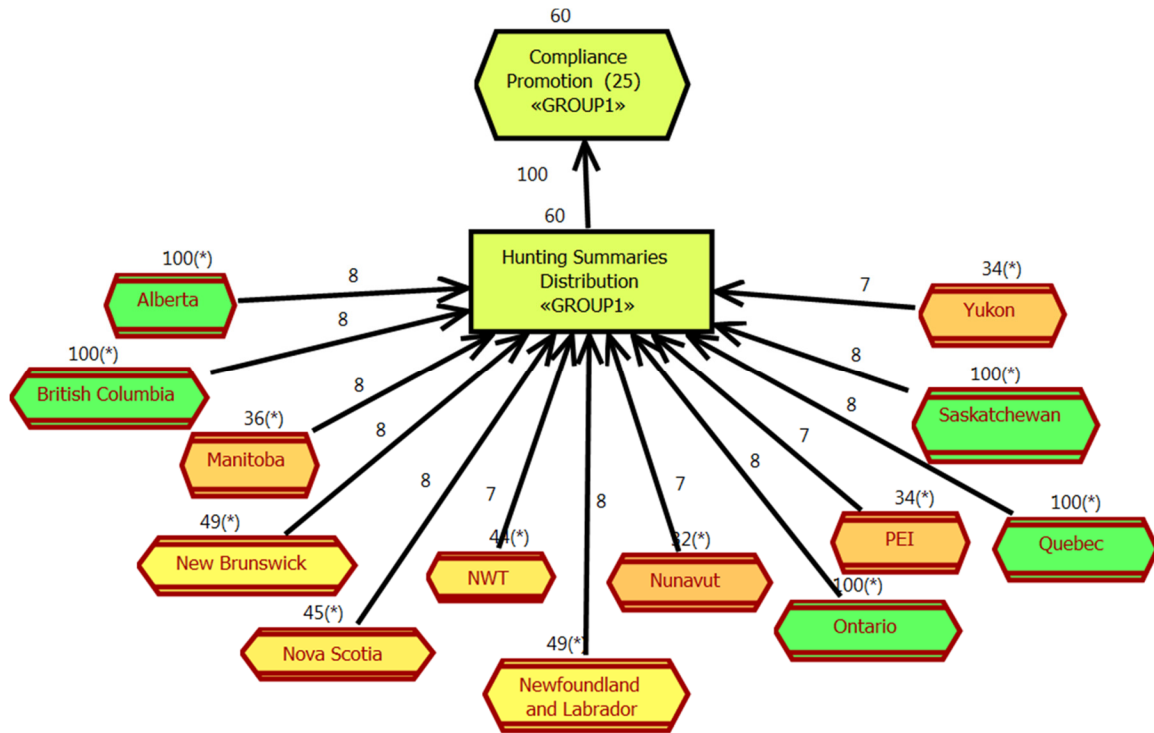 60
Compliance
Promotion (25)
«GROUP1»
100
60
Hunting Summaries
Distribution
«GROUP1»
100(*)
Alberta
8
34(*)
Yukon
7
100(*)
British Columbia
8
100(*)
Saskatchewan
8
36(*)
Manitoba
8
49(*)
New Brunswick
8
45(*)
Nova Scotia
8
44(*)
NWT
7
49(*)
Newfoundland
and Labrador
8
32(*)
Nunavut
7
100(*)
Ontario
8
34(*)
PEI
7
100(*)
Quebec
8